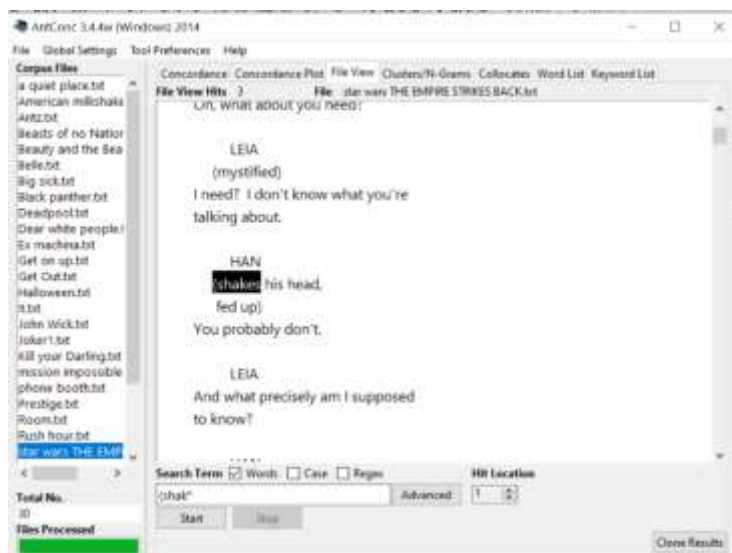 AntConc 3.4.4w (Windows) 2014
File Global Settings Tool Preferences Help
Corpus Files
a quiet place.txt
American milkshake
Antz.txt
Beasts of no Nation
Beauty and the Bea
Belle.txt
Big sick.txt
Black panther.txt
Deadpool.txt
Dear white people.t
Ex machina.txt
Get on up.txt
Get Out.txt
Halloween.txt
It.txt
John Wick.txt
Joker1.txt
Kill your Darling.txt
mission impossible
phone booth.txt
Prestige.txt
Room.txt
Rush hour.txt
star wars THE EMP
Total No.
30
Files Processed
Concordance Concordance Plot File View Clusters/N-Grams Collocates Word List Keyword List
File View Hits 3 File star wars THE EMPIRE STRIKES BACK.txt
Oh, what about you need?
LEIA
(mystified)
I need? I don't know what you're
talking about.
HAN
(shakes his head,
fed up)
You probably don't.
LEIA
And what precisely am I supposed
to know?
Search Term Words Case Regex Hit Location
(shak* Advanced 1
Start Stop
Clone Results